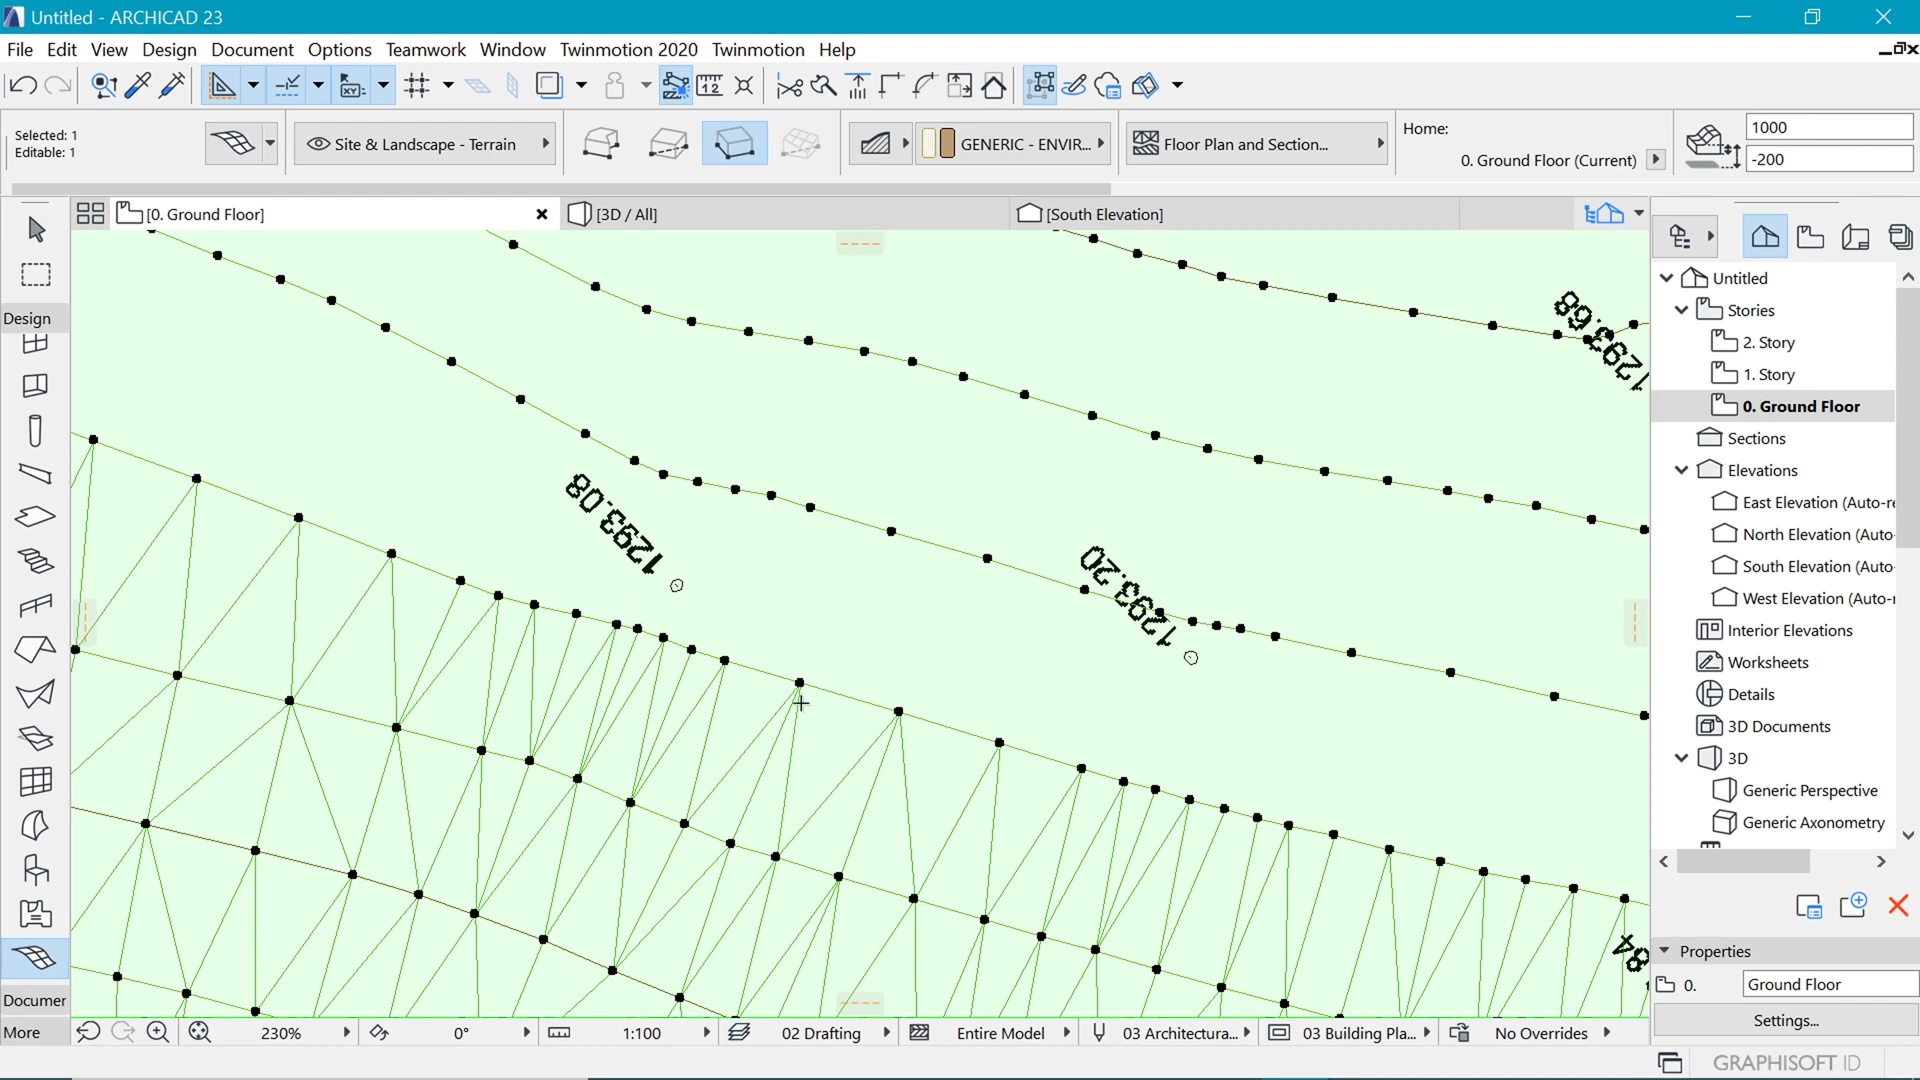 Untitled - ARCHICAD 23
File Edit View Design Document Options Teamwork Window Twinmotion 2020 Twinmotion Help
Selected: 1
Editable: 1
Site & Landscape - Terrain
GENERIC - ENVIR...
Floor Plan and Section...
Home:
0. Ground Floor (Current)
1000
-200
[0. Ground Floor]
[3D / All]
[South Elevation]
Design
Documen
More
1293.08
1293.20
1293.68
Untitled
Stories
2. Story
1. Story
0. Ground Floor
Sections
Elevations
East Elevation (Auto-re
North Elevation (Auto-
South Elevation (Auto-
West Elevation (Auto-r
Interior Elevations
Worksheets
Details
3D Documents
3D
Generic Perspective
Generic Axonometry
Properties
0.
Ground Floor
Settings...
230%
0°
1:100
02 Drafting
Entire Model
03 Architectura...
03 Building Pla...
No Overrides
GRAPHISOFT ID